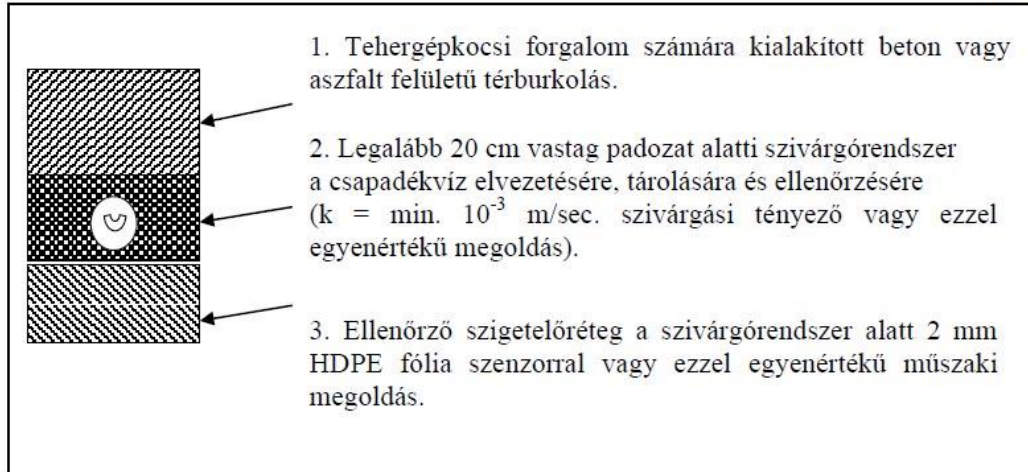 1. Tehergépkocsi forgalom számára kialakított beton vagy
aszfalt felületű térburkolás.
2. Legalább 20 cm vastag padozat alatti szivárgórendszer
a csapadékvíz elvezetésére, tárolására és ellenőrzésére
(k = min. 10⁻³ m/sec. szivárgási tényező vagy ezzel
egyenértékű megoldás).
3. Ellenőrző szigetelőréteg a szivárgórendszer alatt 2 mm
HDPE fólia szenzorral vagy ezzel egyenértékű műszaki
megoldás.